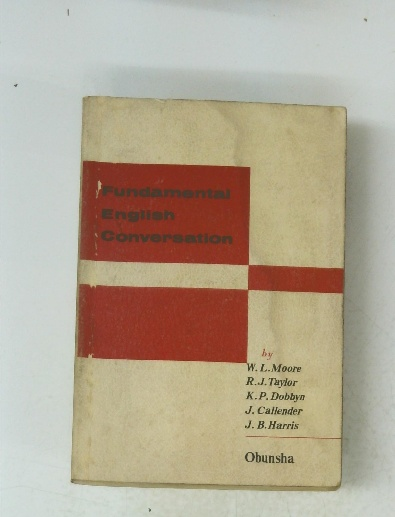 Fundamental
English
Conversation
by
W. L. Moore
R. J. Taylor
K. P. Dobbyn
J. Callender
J. B. Harris
Obunsha